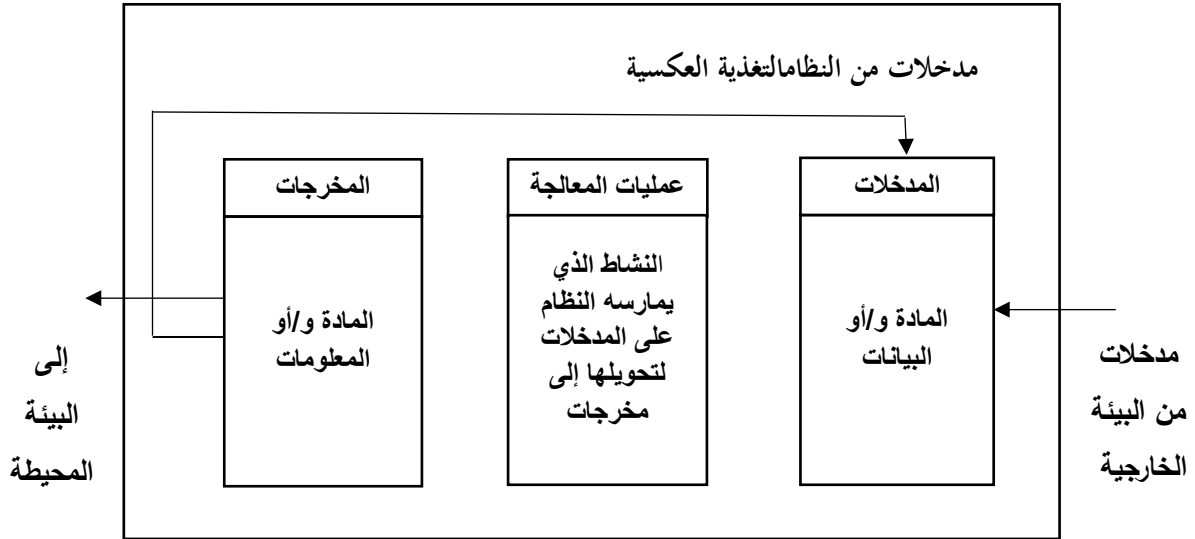 مدخلات من النظامالتغذية العكسية
المدخلات
عمليات المعالجة
المخرجات
مدخلات
من البيئة
الخارجية
المادة و/أو
البيانات
النشاط الذي
يمارسه النظام
على المدخلات
لتحويلها إلى
مخرجات
المادة و/أو
المعلومات
إلى
البيئة
المحيطة